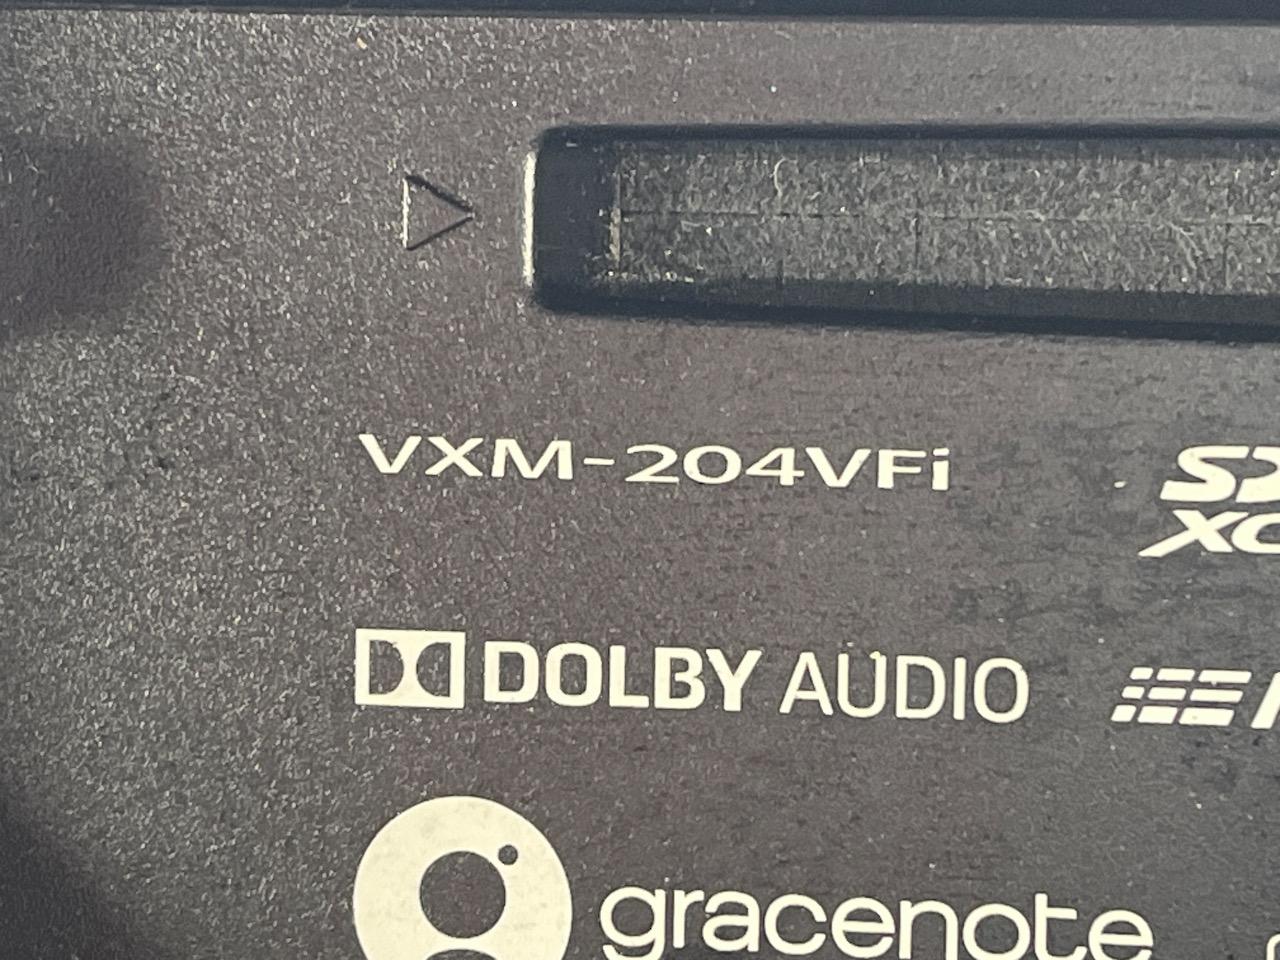 VXM-204VFi
DOLBY AUDIO
gracenote